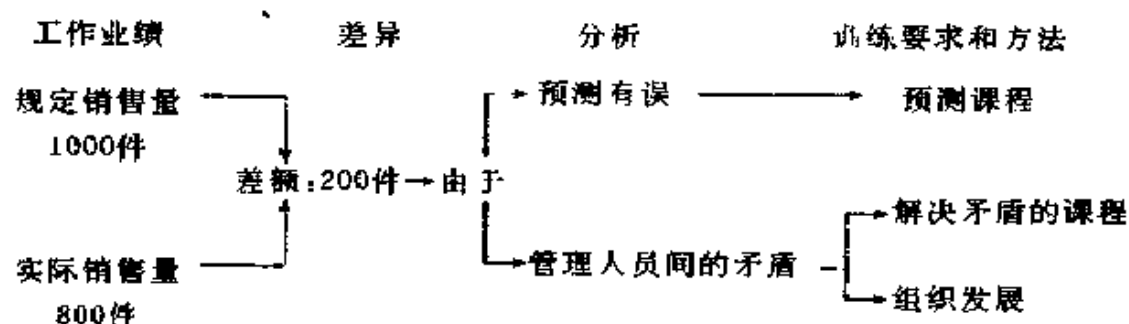 工作业绩 差异 分析 训练要求和方法
规定销售量 预测有误 预测课程
1000件
差额:200件 由于
解决矛盾的课程
实际销售量 管理人员间的矛盾
组织发展
800件